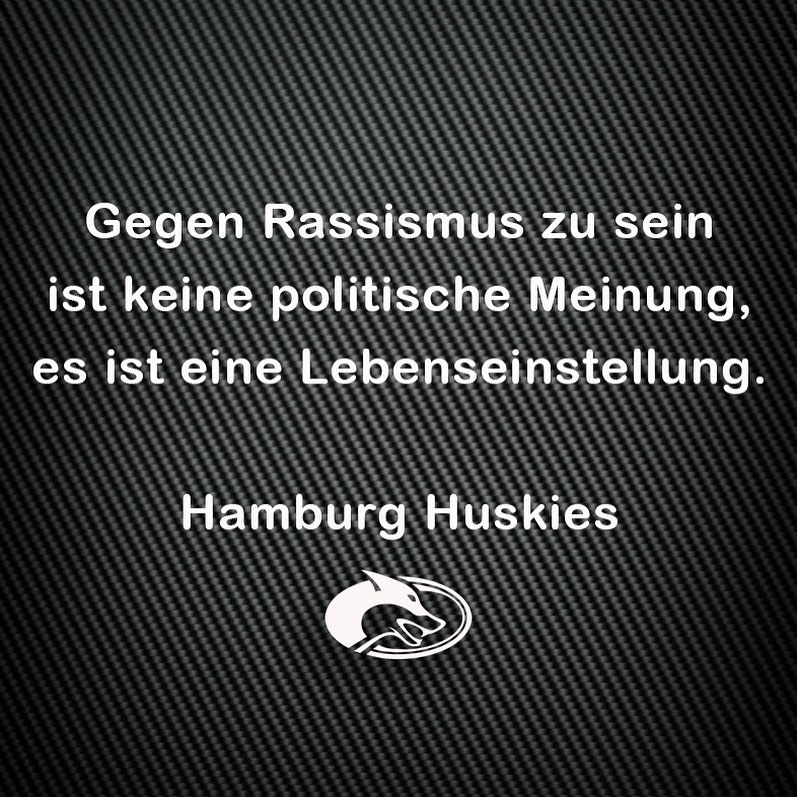 Gegen Rassismus zu sein
ist keine politische Meinung,
es ist eine Lebenseinstellung.
Hamburg Huskies